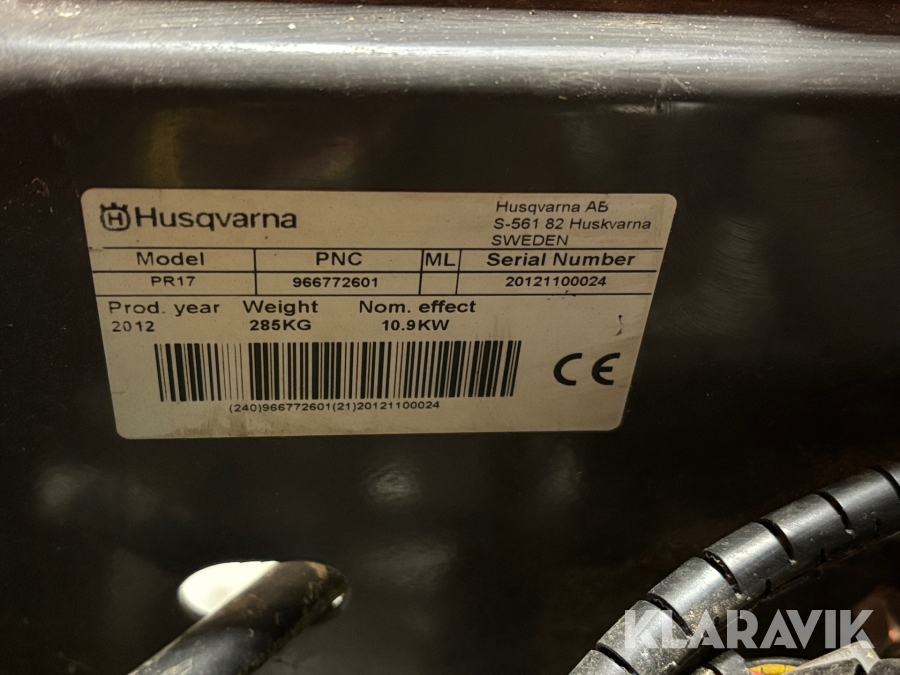 Husqvarna
Husqvarna AB
S-561 82 Huskvarna
SWEDEN
Model PNC ML Serial Number
PR17 966772601 20121100024
Prod. year Weight Nom. effect
2012 285KG 10.9KW
CE
(240)966772601(21)20121100024
KLARAVIK